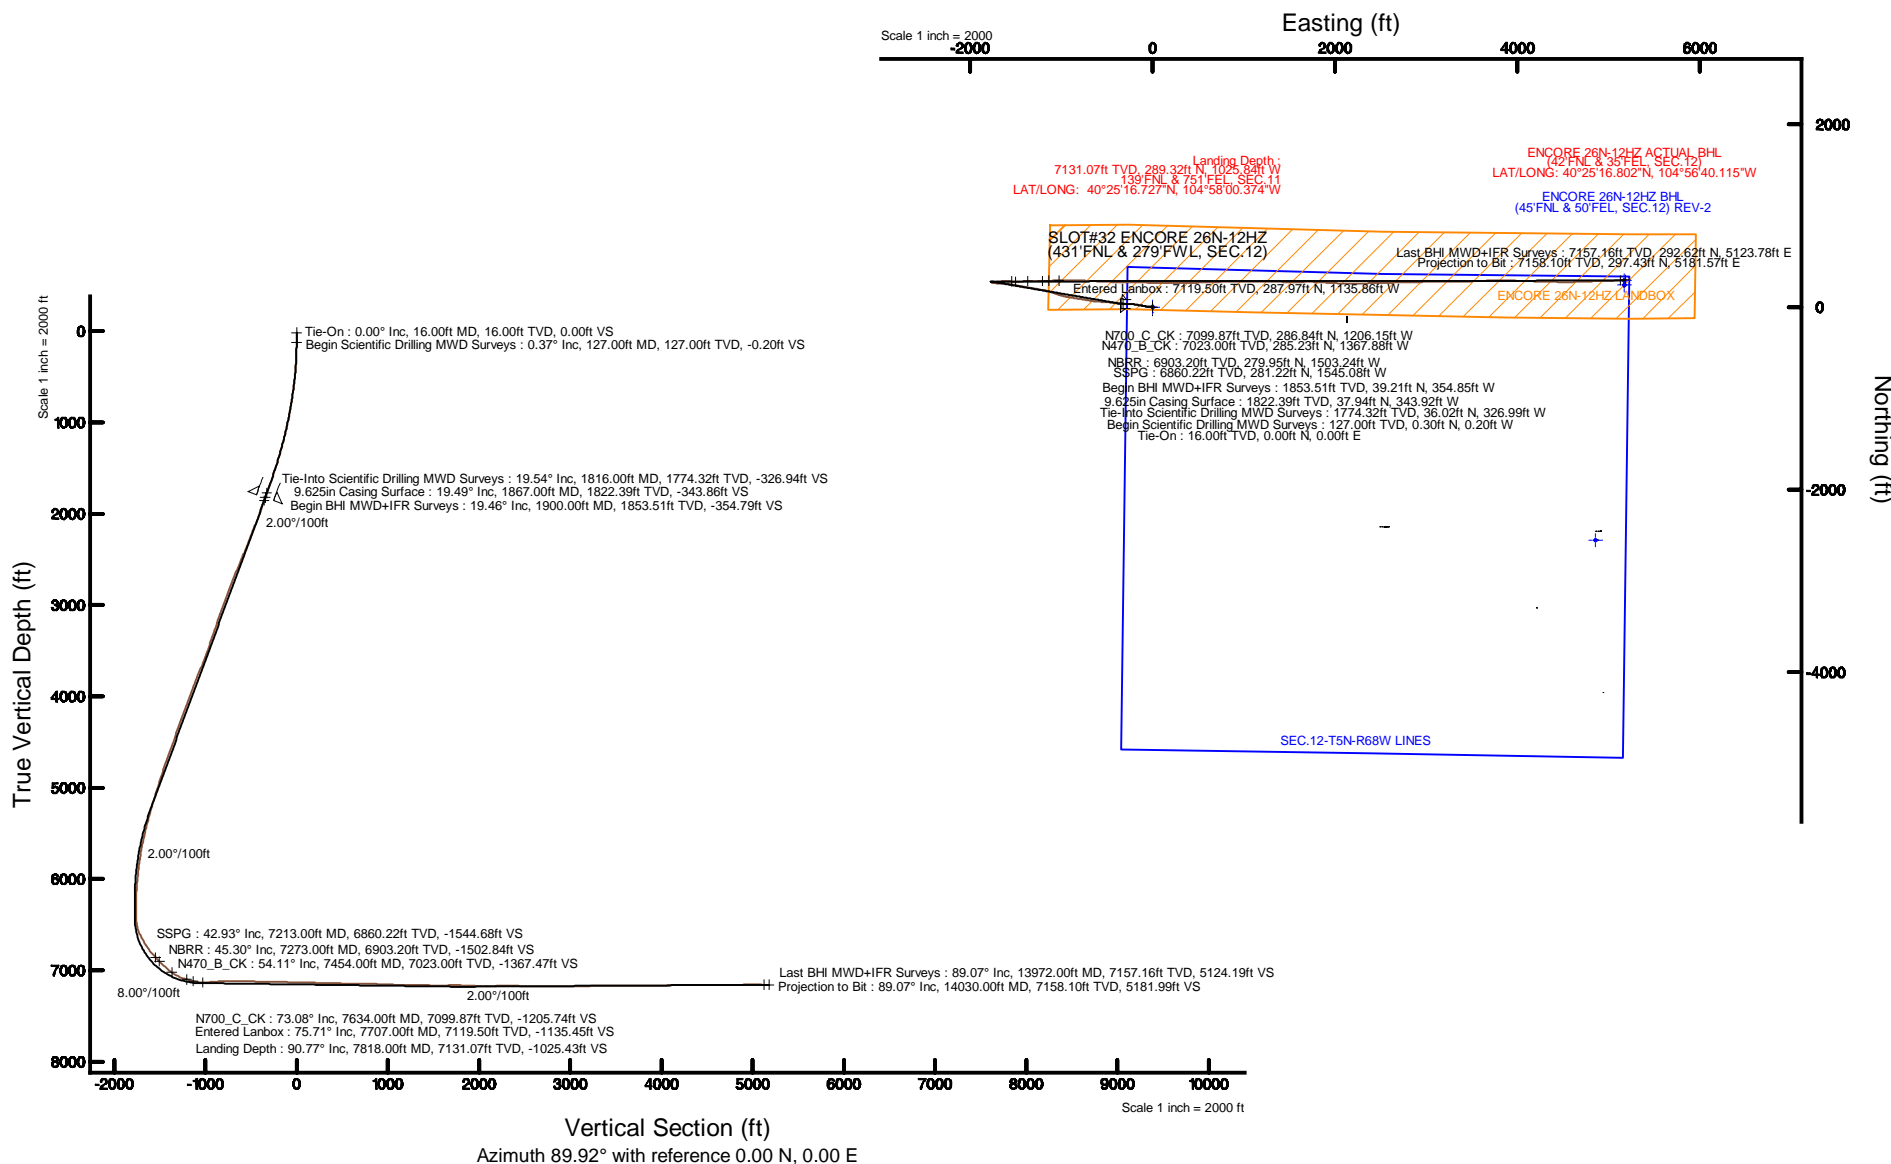 Easting (ft)
Scale 1 inch = 2000
-2000
0
2000
4000
6000
2000
0
-2000
-4000
Northing (ft)
Landing Depth :
7131.07ft TVD, 289.32ft N, 1025.84ft W
139'FNL & 751'FEL, SEC.11
LAT/LONG: 40°25'16.727"N, 104°58'00.374"W
ENCORE 26N-12HZ ACTUAL BHL
(42'FNL & 35'FEL, SEC.12)
LAT/LONG: 40°25'16.802"N, 104°56'40.115"W
ENCORE 26N-12HZ BHL
(45'FNL & 50'FEL, SEC.12) REV-2
SLOT#32 ENCORE 26N-12HZ
(431'FNL & 279'FWL, SEC.12)
Last BHI MWD+IFR Surveys : 7157.16ft TVD, 292.62ft N, 5123.78ft E
Projection to Bit : 7158.10ft TVD, 297.43ft N, 5181.57ft E
Entered Lanbox : 7119.50ft TVD, 287.97ft N, 1135.86ft W
ENCORE 26N-12HZ LANDBOX
N700_C_CK : 7099.87ft TVD, 286.84ft N, 1206.15ft W
N470_B_CK : 7023.00ft TVD, 285.23ft N, 1367.88ft W
NBRR : 6903.20ft TVD, 279.95ft N, 1503.24ft W
SSPG : 6860.22ft TVD, 281.22ft N, 1545.08ft W
Begin BHI MWD+IFR Surveys : 1853.51ft TVD, 39.21ft N, 354.85ft W
9.625in Casing Surface : 1822.39ft TVD, 37.94ft N, 343.92ft W
Tie-Into Scientific Drilling MWD Surveys : 1774.32ft TVD, 36.02ft N, 326.99ft W
Begin Scientific Drilling MWD Surveys : 127.00ft TVD, 0.30ft N, 0.20ft W
Tie-On : 16.00ft TVD, 0.00ft N, 0.00ft E
SEC.12-T5N-R68W LINES
Scale 1 inch = 2000 ft
True Vertical Depth (ft)
0
1000
2000
3000
4000
5000
6000
7000
8000
Tie-On : 0.00° Inc, 16.00ft MD, 16.00ft TVD, 0.00ft VS
Begin Scientific Drilling MWD Surveys : 0.37° Inc, 127.00ft MD, 127.00ft TVD, -0.20ft VS
Tie-Into Scientific Drilling MWD Surveys : 19.54° Inc, 1816.00ft MD, 1774.32ft TVD, -326.94ft VS
9.625in Casing Surface : 19.49° Inc, 1867.00ft MD, 1822.39ft TVD, -343.86ft VS
Begin BHI MWD+IFR Surveys : 19.46° Inc, 1900.00ft MD, 1853.51ft TVD, -354.79ft VS
2.00°/100ft
2.00°/100ft
SSPG : 42.93° Inc, 7213.00ft MD, 6860.22ft TVD, -1544.68ft VS
NBRR : 45.30° Inc, 7273.00ft MD, 6903.20ft TVD, -1502.84ft VS
N470_B_CK : 54.11° Inc, 7454.00ft MD, 7023.00ft TVD, -1367.47ft VS
8.00°/100ft
2.00°/100ft
Last BHI MWD+IFR Surveys : 89.07° Inc, 13972.00ft MD, 7157.16ft TVD, 5124.19ft VS
Projection to Bit : 89.07° Inc, 14030.00ft MD, 7158.10ft TVD, 5181.99ft VS
N700_C_CK : 73.08° Inc, 7634.00ft MD, 7099.87ft TVD, -1205.74ft VS
Entered Lanbox : 75.71° Inc, 7707.00ft MD, 7119.50ft TVD, -1135.45ft VS
Landing Depth : 90.77° Inc, 7818.00ft MD, 7131.07ft TVD, -1025.43ft VS
-2000
-1000
0
1000
2000
3000
4000
5000
6000
7000
8000
9000
10000
Scale 1 inch = 2000 ft
Vertical Section (ft)
Azimuth 89.92° with reference 0.00 N, 0.00 E